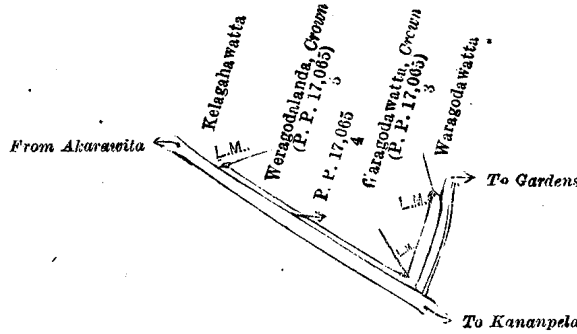 Kelagahawatta
Weragodalanda, Crown
(P. P. 17,065)
5
P. P. 17,065
4
Garagodawatta, Crown
(P. P. 17,065)
3
Waragodawatta
From Akarawita
L.M.
L.M.
L.M.
To Gardens
To Kananpela